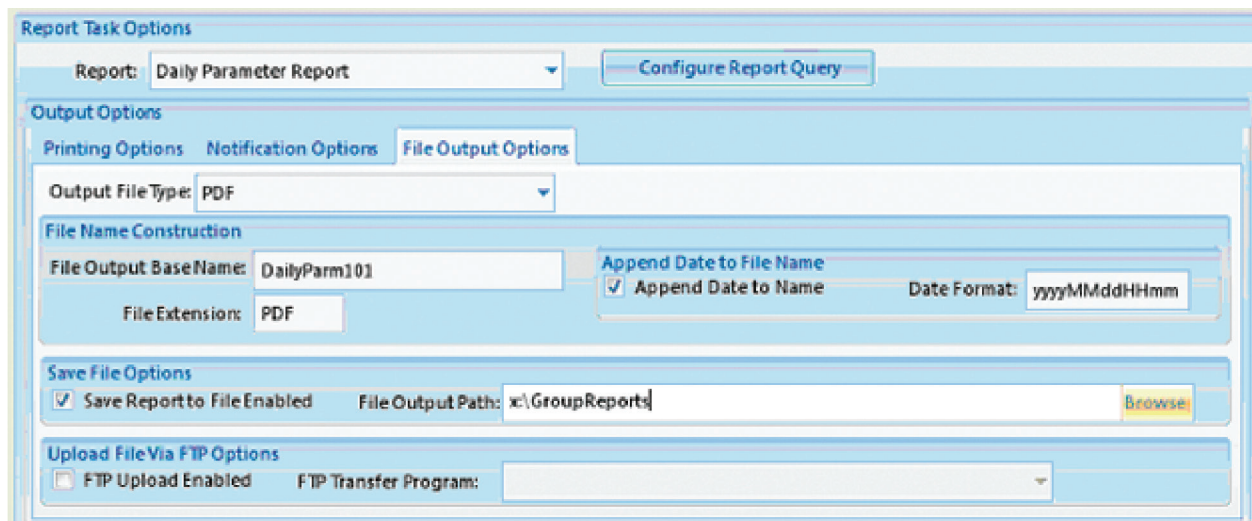 Report Task Options
Report: Daily Parameter Report Configure Report Query
Output Options
Printing Options Notification Options File Output Options
Output File Type: PDF
File Name Construction
File Output Base Name: DailyParm101 Append Date to File Name
Append Date to Name Date Format: yyyyMMddHHmm
File Extension: PDF
Save File Options
Save Report to File Enabled File Output Path: x:\GroupReports Browse
Upload File Via FTP Options
FTP Upload Enabled FTP Transfer Program: